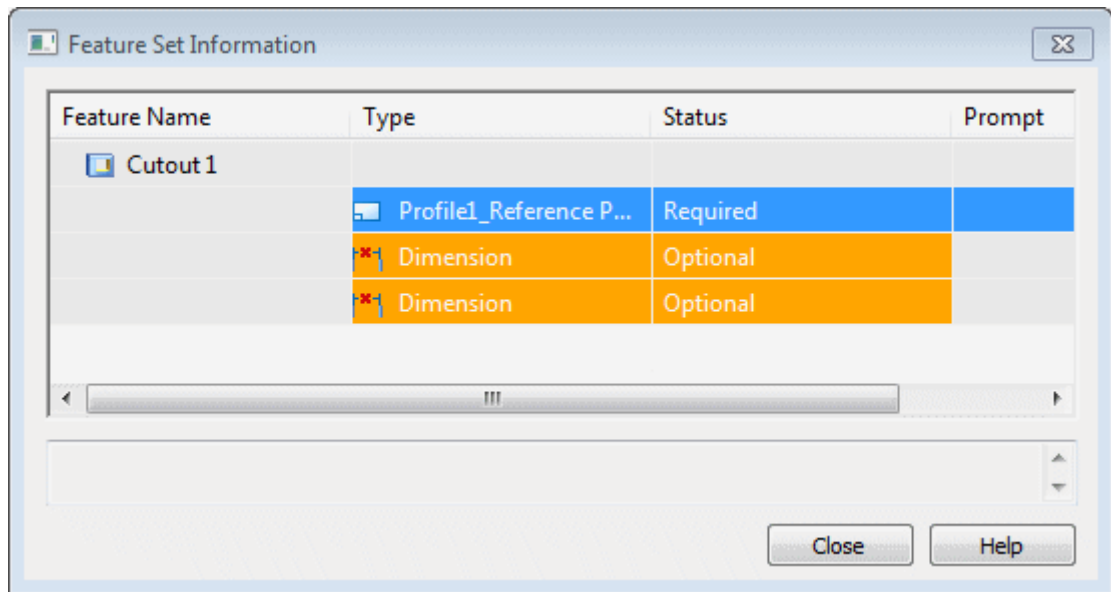 Feature Set Information
Feature Name Type Status Prompt
Cutout 1
Profile1_Reference P... Required
Dimension Optional
Dimension Optional
Close Help